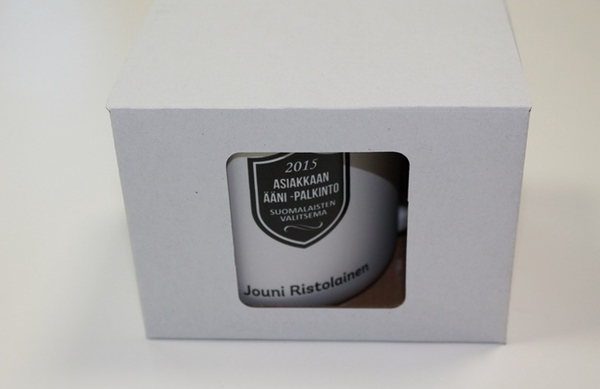 2015
ASIAKKAAN
ÄÄNI -PALKINTO
SUOMALAISTEN
VALITSEMA
Jouni Ristolainen